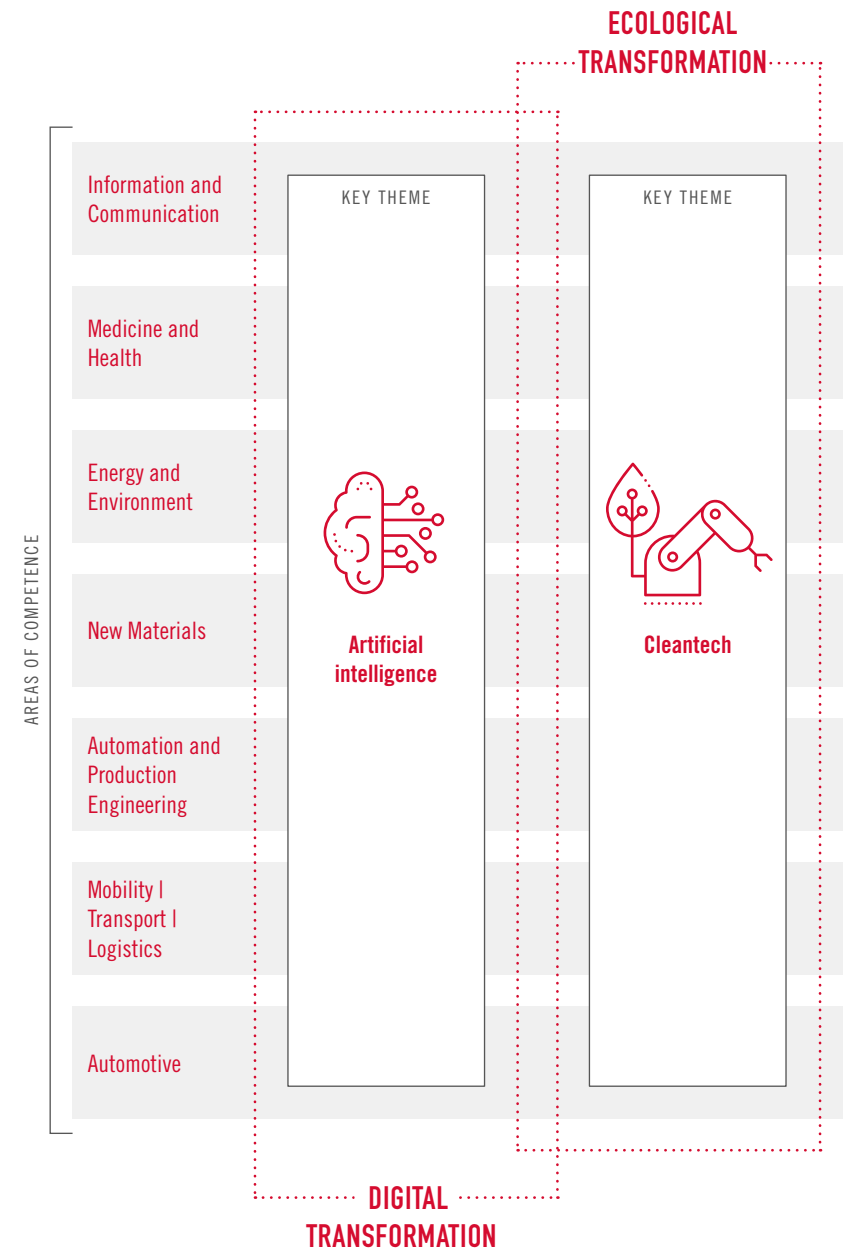 ECOLOGICAL
TRANSFORMATION
AREAS OF COMPETENCE
Information and
Communication
Medicine and
Health
Energy and
Environment
New Materials
Automation and
Production
Engineering
Mobility |
Transport |
Logistics
Automotive
KEY THEME
Artificial
intelligence
KEY THEME
Cleantech
DIGITAL
TRANSFORMATION